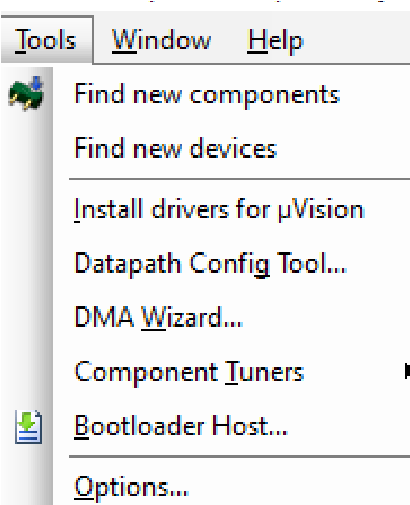 Tools Window Help
Find new components
Find new devices
Install drivers for µVision
Datapath Config Tool...
DMA Wizard...
Component Tuners
Bootloader Host...
Options...